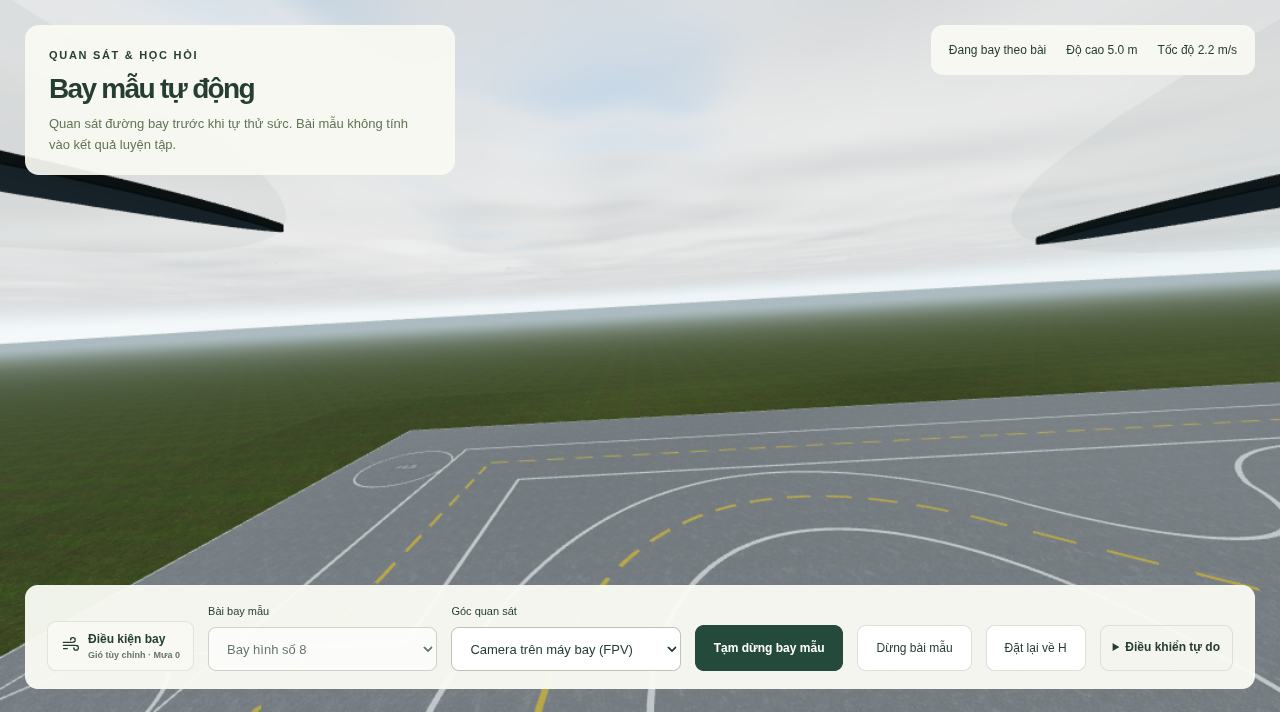 QUAN SÁT & HỌC HỎI
Bay mẫu tự động
Quan sát đường bay trước khi tự thử sức. Bài mẫu không tính
vào kết quả luyện tập.
Đang bay theo bài Độ cao 5.0 m Tốc độ 2.2 m/s
Điều kiện bay
Gió tùy chỉnh · Mưa 0
Bài bay mẫu
Bay hình số 8
Góc quan sát
Camera trên máy bay (FPV)
Tạm dừng bay mẫu
Dừng bài mẫu
Đặt lại về H
Điều khiển tự do